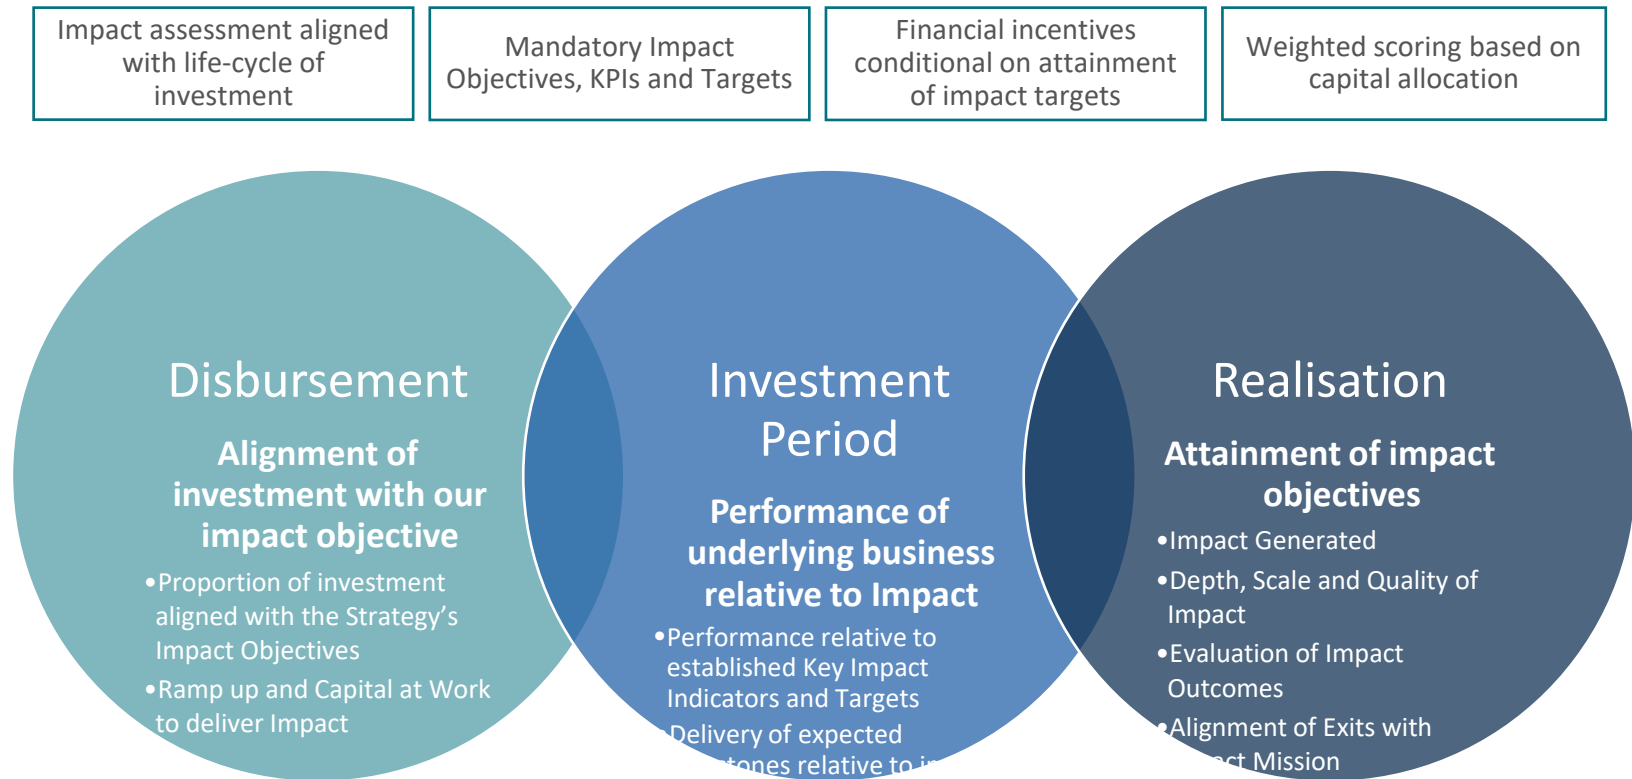 Impact assessment aligned
with life-cycle of
investment
Mandatory Impact
Objectives, KPIs and Targets
Financial incentives
conditional on attainment
of impact targets
Weighted scoring based on
capital allocation
Disbursement
Alignment of
investment with our
impact objective
•Proportion of investment
aligned with the Strategy’s
Impact Objectives
•Ramp up and Capital at Work
to deliver Impact
Investment
Period
Performance of
underlying business
relative to Impact
•Performance relative to
established Key Impact
Indicators and Targets
•Delivery of expected
relative to
Realisation
Attainment of impact
objectives
•Impact Generated
•Depth, Scale and Quality of
Impact
•Evaluation of Impact
Outcomes
•Alignment of Exits with
Mission